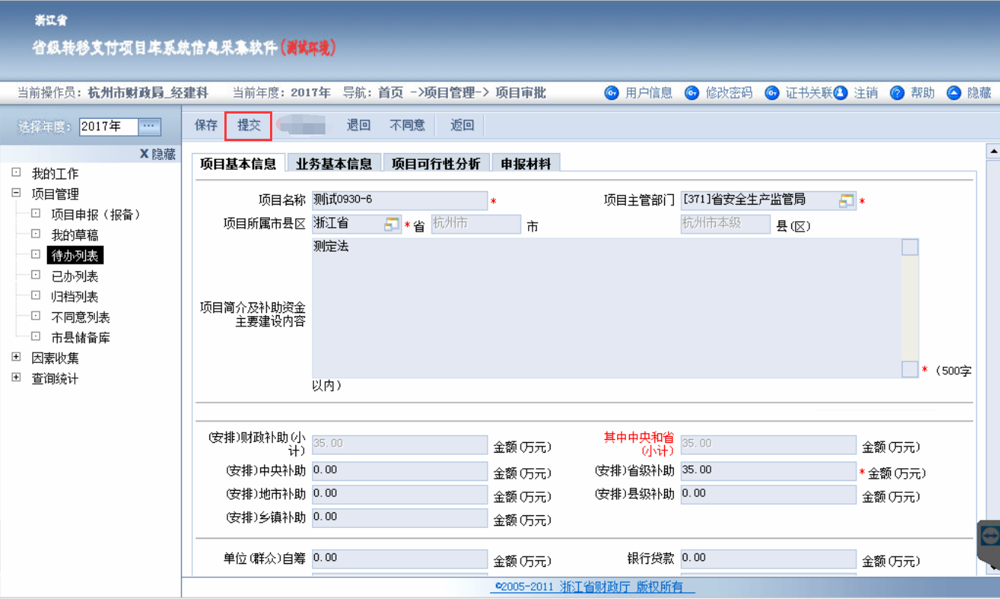 浙江省
省级转移支付项目库系统信息采集软件(测试环境)
当前操作员：杭州市财政局_经建科 当前年度：2017年 导航：首页 ->项目管理-> 项目审批 用户信息 修改密码 证书关联 注销 帮助 隐藏
选择年度： 2017年 ...
保存 提交 退回 不同意 返回
X 隐藏
我的工作
项目管理
项目申报（报备）
我的草稿
待办列表
已办列表
归档列表
不同意列表
市县储备库
因素收集
查询统计
项目基本信息 业务基本信息 项目可行性分析 申报材料
项目名称 测试0930-6 * 项目主管部门 [371]省安全生产监管局 *
项目所属市县区 浙江省 * 省 杭州市 市 杭州市本级 县(区)
测定法
项目简介及补助资金
主要建设内容
* （500字
以内）
(安排)财政补助(小
计) 35.00 金额(万元) 其中中央和省
(小计) 35.00 金额(万元)
(安排)中央补助 0.00 金额(万元) (安排)省级补助 35.00 * 金额(万元)
(安排)地市补助 0.00 金额(万元) (安排)县级补助 0.00 金额(万元)
(安排)乡镇补助 0.00 金额(万元)
单位(群众)自筹 0.00 金额(万元) 银行贷款 0.00 金额(万元)
©2005-2011 浙江省财政厅 版权所有